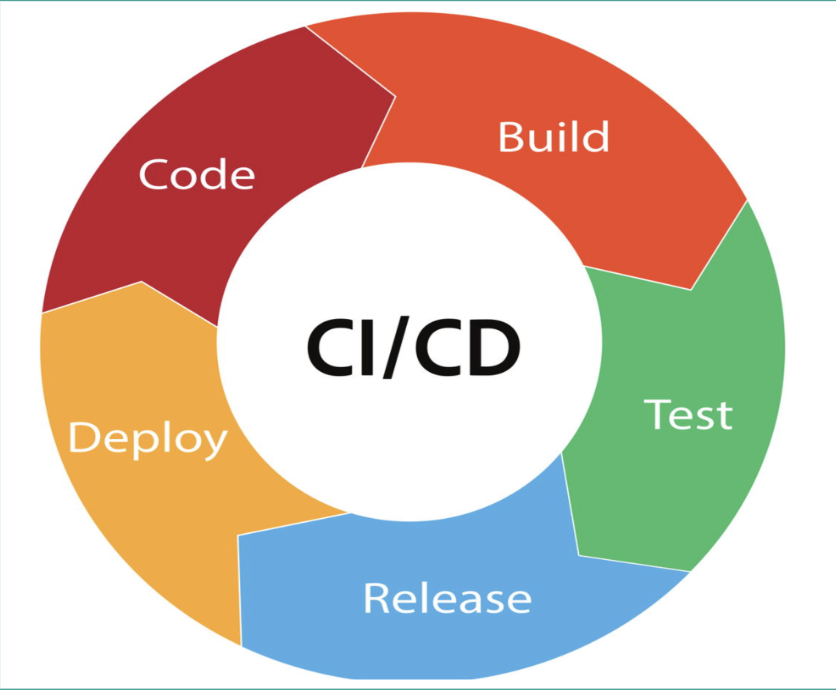 Code
Build
Test
Release
Deploy
CI/CD